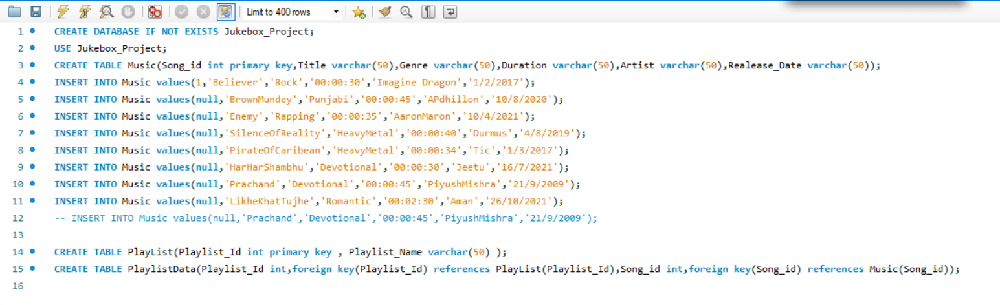 Limit to 400 rows
1 CREATE DATABASE IF NOT EXISTS Jukebox_Project;
2 USE Jukebox_Project;
3 CREATE TABLE Music(Song_id int primary key,Title varchar(50),Genre varchar(50),Duration varchar(50),Artist varchar(50),Realease_Date varchar(50));
4 INSERT INTO Music values(1,'Believer','Rock','00:00:30','Imagine Dragon','1/2/2017');
5 INSERT INTO Music values(null,'BrownMundey','Punjabi','00:00:45','APdhillon','10/8/2020');
6 INSERT INTO Music values(null,'Enemy','Rapping','00:00:35','AaronMaron','10/4/2021');
7 INSERT INTO Music values(null,'SilenceOfReality','HeavyMetal','00:00:40','Durmus','4/8/2019');
8 INSERT INTO Music values(null,'PirateOfCaribean','HeavyMetal','00:00:34','Tic','1/3/2017');
9 INSERT INTO Music values(null,'HarHarShambhu','Devotional','00:00:30','Jeetu','16/7/2021');
10 INSERT INTO Music values(null,'Prachand','Devotional','00:00:45','PiyushMishra','21/9/2009');
11 INSERT INTO Music values(null,'LikheKhatTujhe','Romantic','00:02:30','Aman','26/10/2021');
12 -- INSERT INTO Music values(null,'Prachand','Devotional','00:00:45','PiyushMishra','21/9/2009');
13
14 CREATE TABLE PlayList(Playlist_Id int primary key , Playlist_Name varchar(50) );
15 CREATE TABLE PlaylistData(Playlist_Id int,foreign key(Playlist_Id) references PlayList(Playlist_Id),Song_id int,foreign key(Song_id) references Music(Song_id));
16